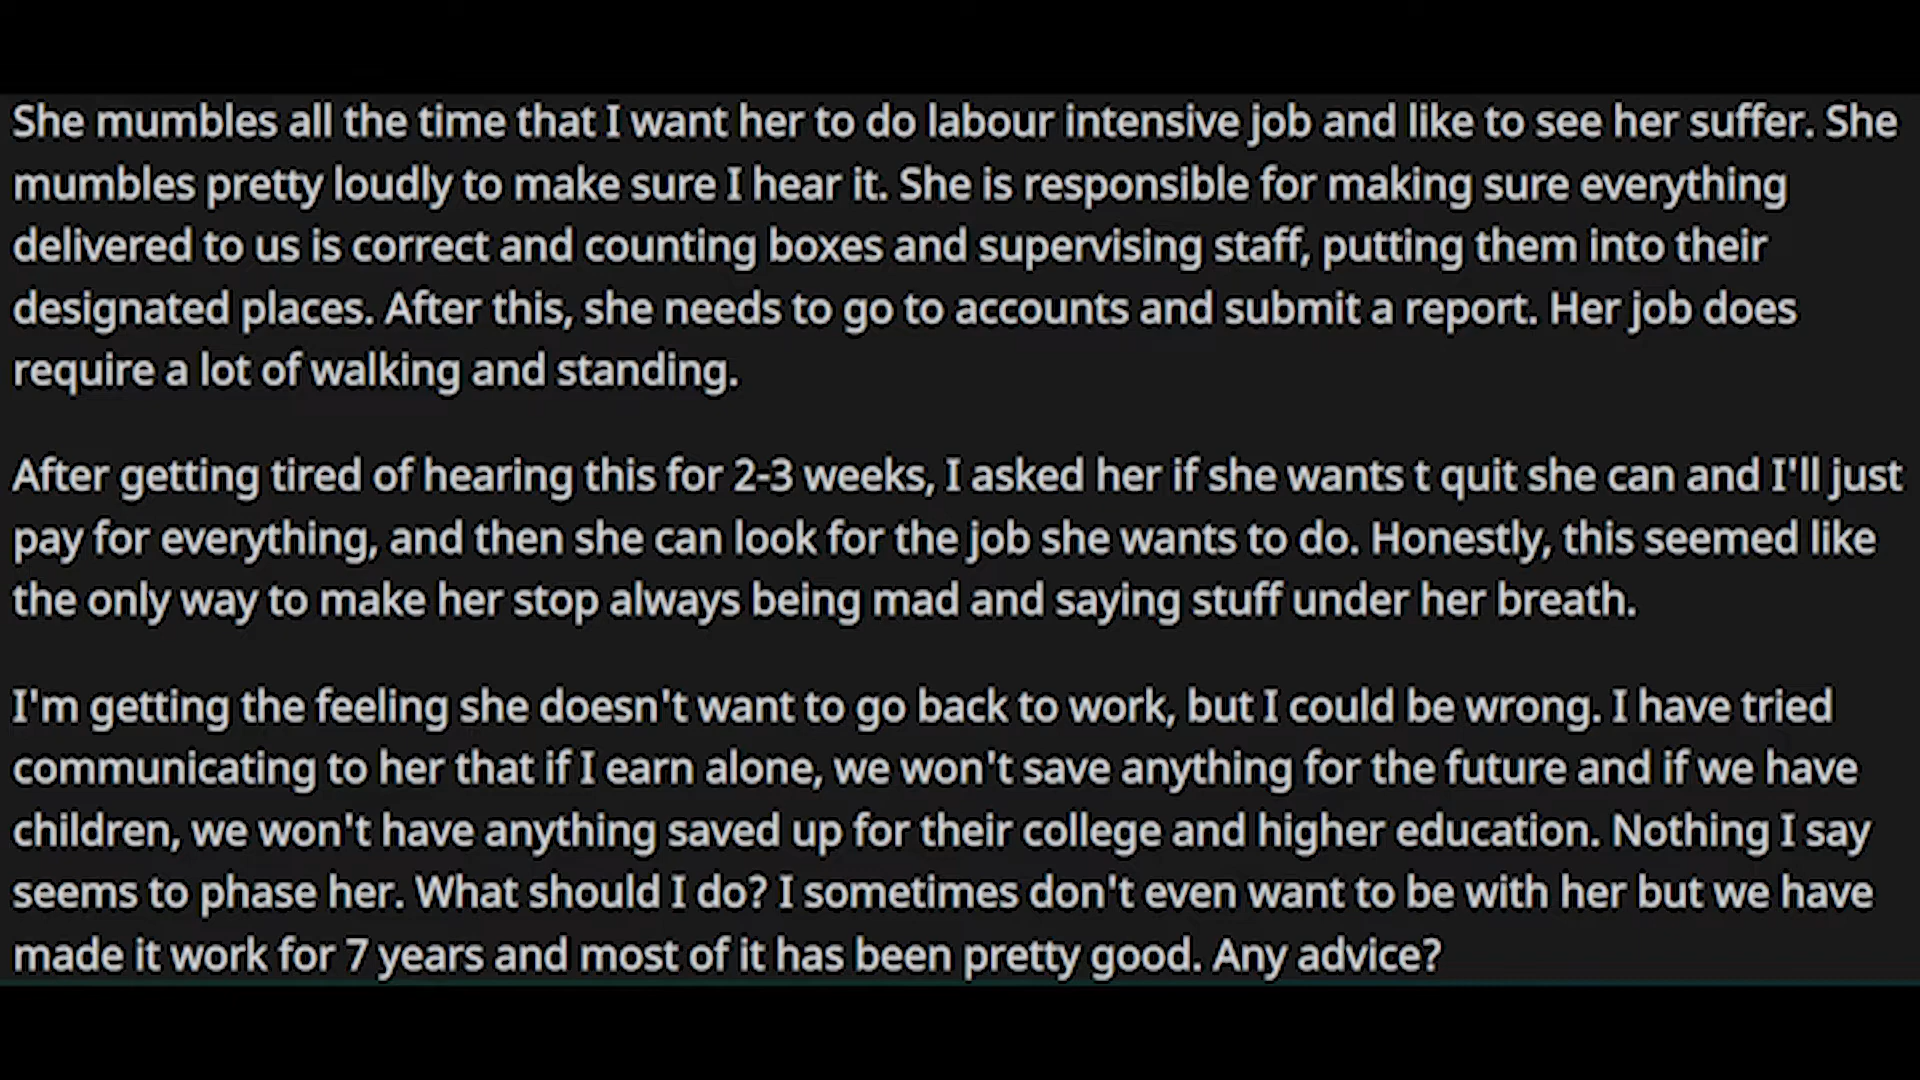 She mumbles all the time that I want her to do labour intensive job and like to see her suffer. She
mumbles pretty loudly to make sure I hear it. She is responsible for making sure everything
delivered to us is correct and counting boxes and supervising staff, putting them into their
designated places. After this, she needs to go to accounts and submit a report. Her job does
require a lot of walking and standing.
After getting tired of hearing this for 2-3 weeks, I asked her if she wants t quit she can and I'll just
pay for everything, and then she can look for the job she wants to do. Honestly, this seemed like
the only way to make her stop always being mad and saying stuff under her breath.
I'm getting the feeling she doesn't want to go back to work, but I could be wrong. I have tried
communicating to her that if I earn alone, we won't save anything for the future and if we have
children, we won't have anything saved up for their college and higher education. Nothing I say
seems to phase her. What should I do? I sometimes don't even want to be with her but we have
made it work for 7 years and most of it has been pretty good. Any advice?